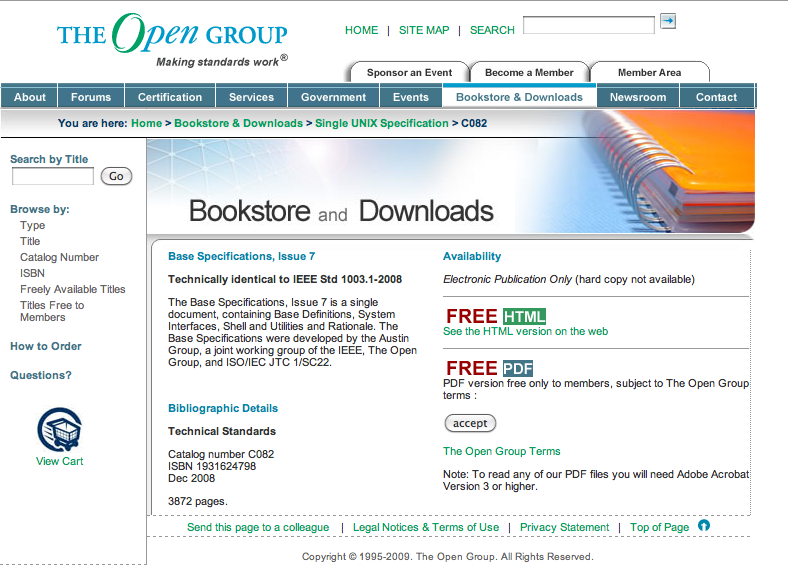 THE Open GROUP
Making standards work®
HOME | SITE MAP | SEARCH
Sponsor an Event
Become a Member
Member Area
About
Forums
Certification
Services
Government
Events
Bookstore & Downloads
Newsroom
Contact
You are here: Home > Bookstore & Downloads > Single UNIX Specification > C082
Search by Title
Go
Browse by:
Type
Title
Catalog Number
ISBN
Freely Available Titles
Titles Free to
Members
How to Order
Questions?
View Cart
Bookstore and Downloads
Base Specifications, Issue 7
Technically identical to IEEE Std 1003.1-2008
The Base Specifications, Issue 7 is a single
document, containing Base Definitions, System
Interfaces, Shell and Utilities and Rationale. The
Base Specifications were developed by the Austin
Group, a joint working group of the IEEE, The Open
Group, and ISO/IEC JTC 1/SC22.
Bibliographic Details
Technical Standards
Catalog number C082
ISBN 1931624798
Dec 2008
3872 pages.
Availability
Electronic Publication Only (hard copy not available)
FREE HTML
See the HTML version on the web
FREE PDF
PDF version free only to members, subject to The Open Group
terms :
accept
The Open Group Terms
Note: To read any of our PDF files you will need Adobe Acrobat
Version 3 or higher.
Send this page to a colleague | Legal Notices & Terms of Use | Privacy Statement | Top of Page
Copyright © 1995-2009. The Open Group. All Rights Reserved.